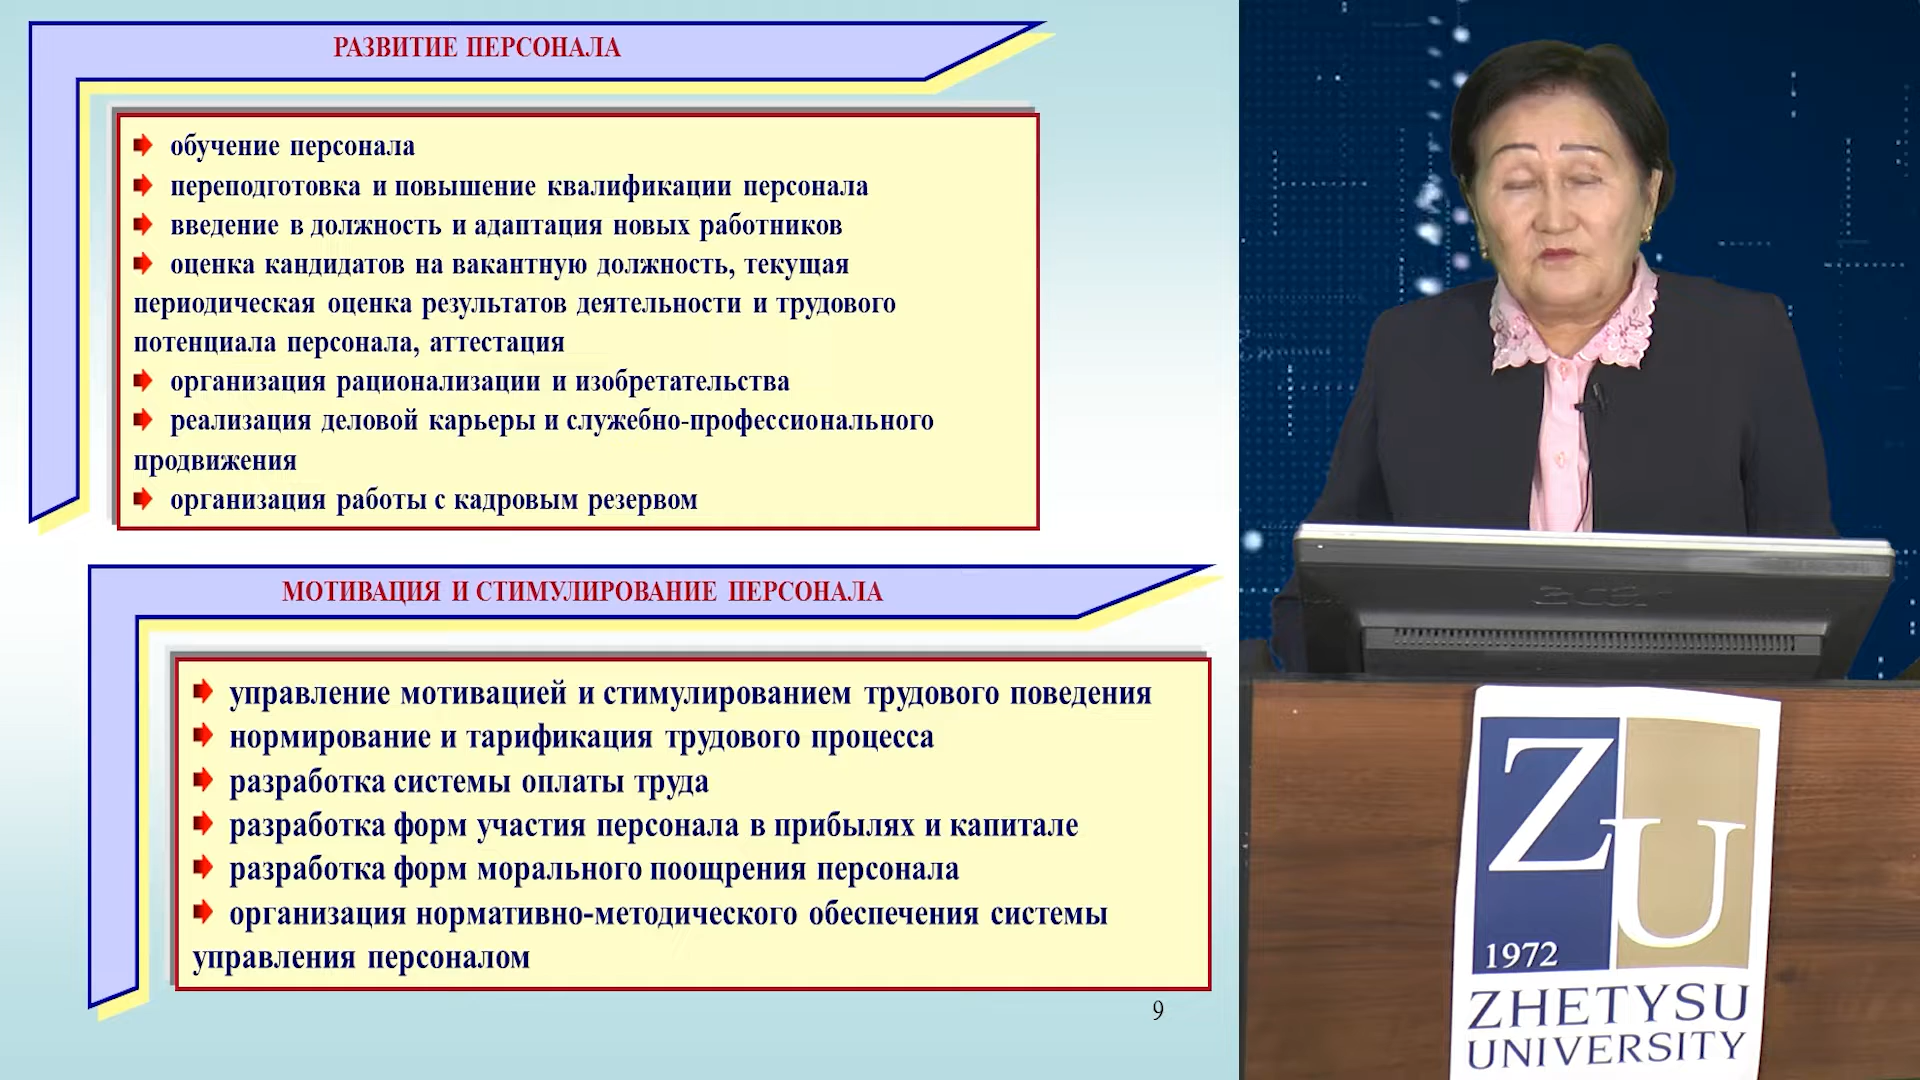 РАЗВИТИЕ ПЕРСОНАЛА
обучение персонала
переподготовка и повышение квалификации персонала
введение в должность и адаптация новых работников
оценка кандидатов на вакантную должность, текущая
периодическая оценка результатов деятельности и трудового
потенциала персонала, аттестация
организация рационализации и изобретательства
реализация деловой карьеры и служебно-профессионального
продвижения
организация работы с кадровым резервом
МОТИВАЦИЯ И СТИМУЛИРОВАНИЕ ПЕРСОНАЛА
управление мотивацией и стимулированием трудового поведения
нормирование и тарификация трудового процесса
разработка системы оплаты труда
разработка форм участия персонала в прибылях и капитале
разработка форм морального поощрения персонала
организация нормативно-методического обеспечения системы
управления персоналом
9
acer
ZU
1972
ZHETYSU
UNIVERSITY